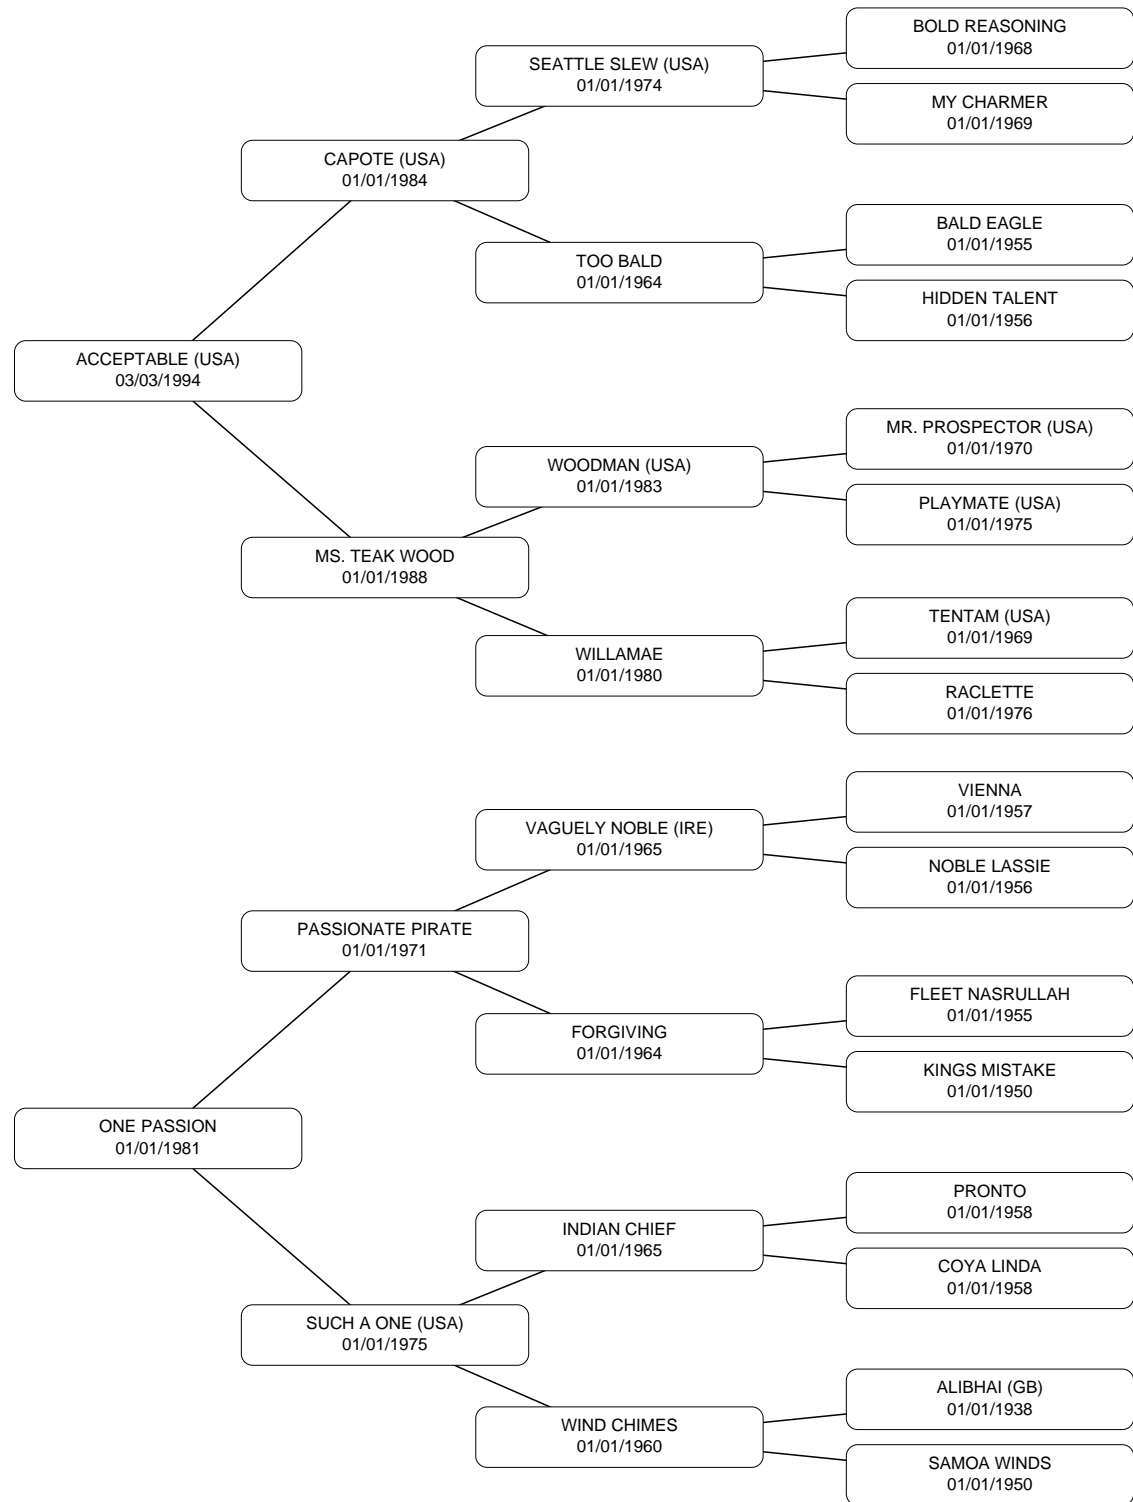 BOLD REASONING
01/01/1968
SEATTLE SLEW (USA)
01/01/1974
MY CHARMER
01/01/1969
CAPOTE (USA)
01/01/1984
BALD EAGLE
01/01/1955
TOO BALD
01/01/1964
HIDDEN TALENT
01/01/1956
ACCEPTABLE (USA)
03/03/1994
MR. PROSPECTOR (USA)
01/01/1970
WOODMAN (USA)
01/01/1983
PLAYMATE (USA)
01/01/1975
MS. TEAK WOOD
01/01/1988
TENTAM (USA)
01/01/1969
WILLAMAE
01/01/1980
RACLETTE
01/01/1976
VIENNA
01/01/1957
VAGUELY NOBLE (IRE)
01/01/1965
NOBLE LASSIE
01/01/1956
PASSIONATE PIRATE
01/01/1971
FLEET NASRULLAH
01/01/1955
FORGIVING
01/01/1964
KINGS MISTAKE
01/01/1950
ONE PASSION
01/01/1981
PRONTO
01/01/1958
INDIAN CHIEF
01/01/1965
COYA LINDA
01/01/1958
SUCH A ONE (USA)
01/01/1975
ALIBHAI (GB)
01/01/1938
WIND CHIMES
01/01/1960
SAMOA WINDS
01/01/1950